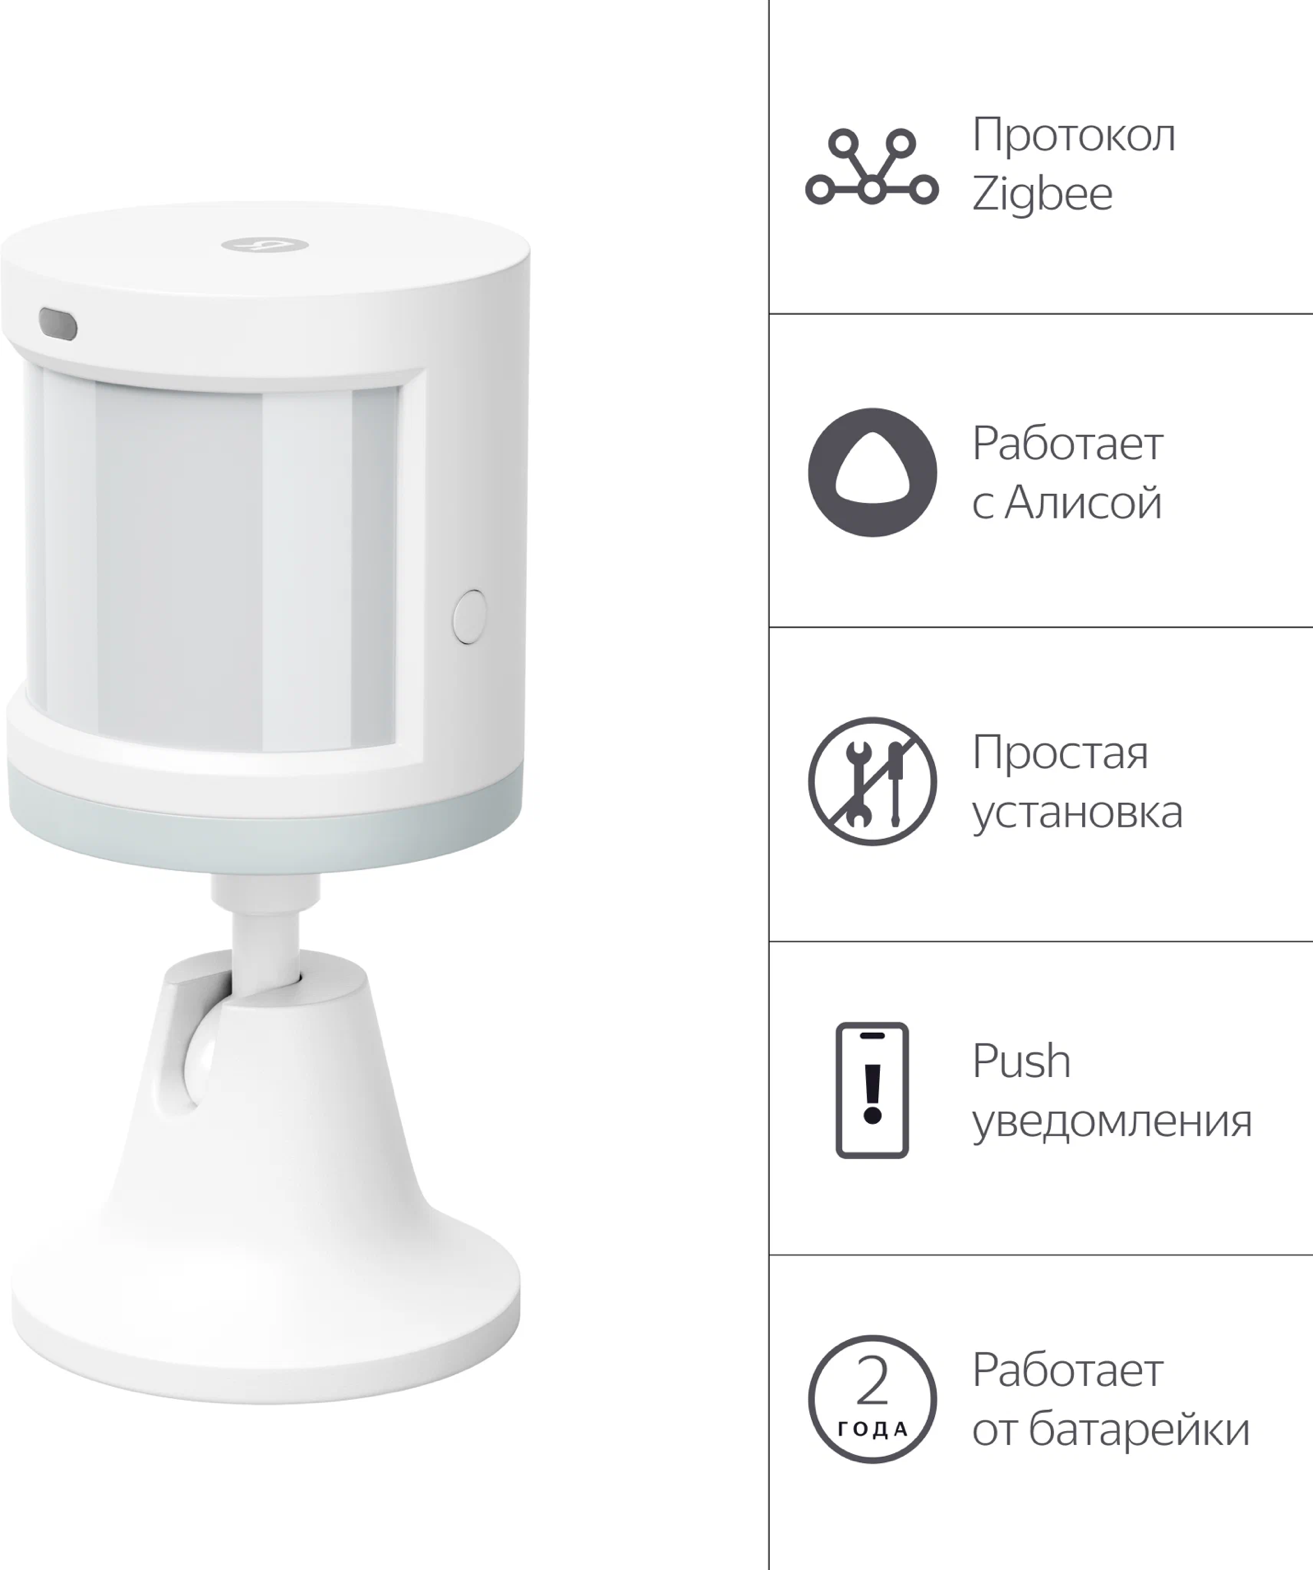 Протокол
Zigbee
Работает
с Алисой
Простая
установка
Push
уведомления
2
ГОДА
Работает
от батарейки